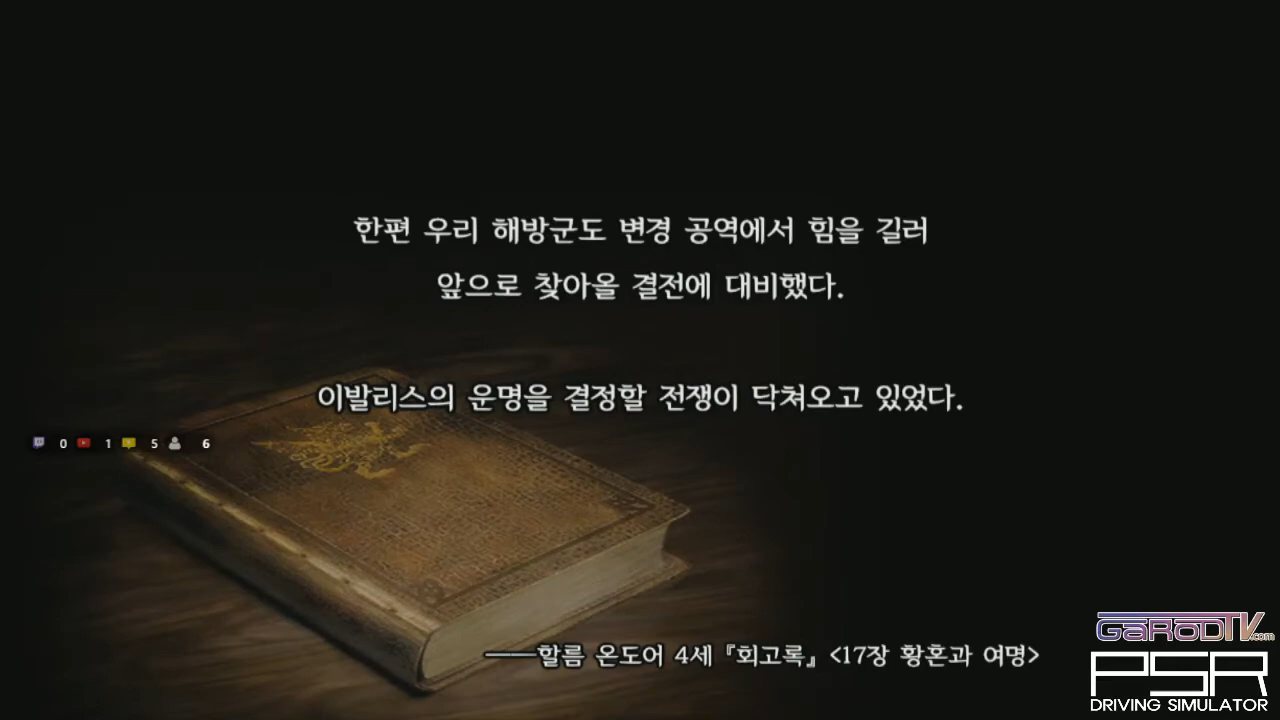 한편 우리 해방군도 변경 공역에서 힘을 길러
앞으로 찾아올 결전에 대비했다.
이발리스의 운명을 결정할 전쟁이 닥쳐오고 있었다.
0 1 5 6
──할름 온도어 4세 『회고록』 <17장 황혼과 여명>
GaRoDTV.com
PSR
DRIVING SIMULATOR